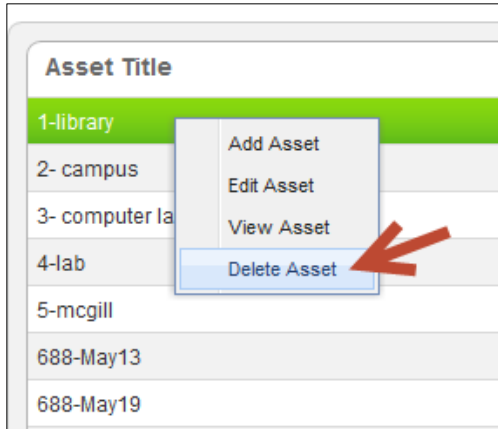 Asset Title
1-library
Add Asset
2- campus
Edit Asset
3- computer la
View Asset
4-lab
Delete Asset
5-mcgill
688-May13
688-May19